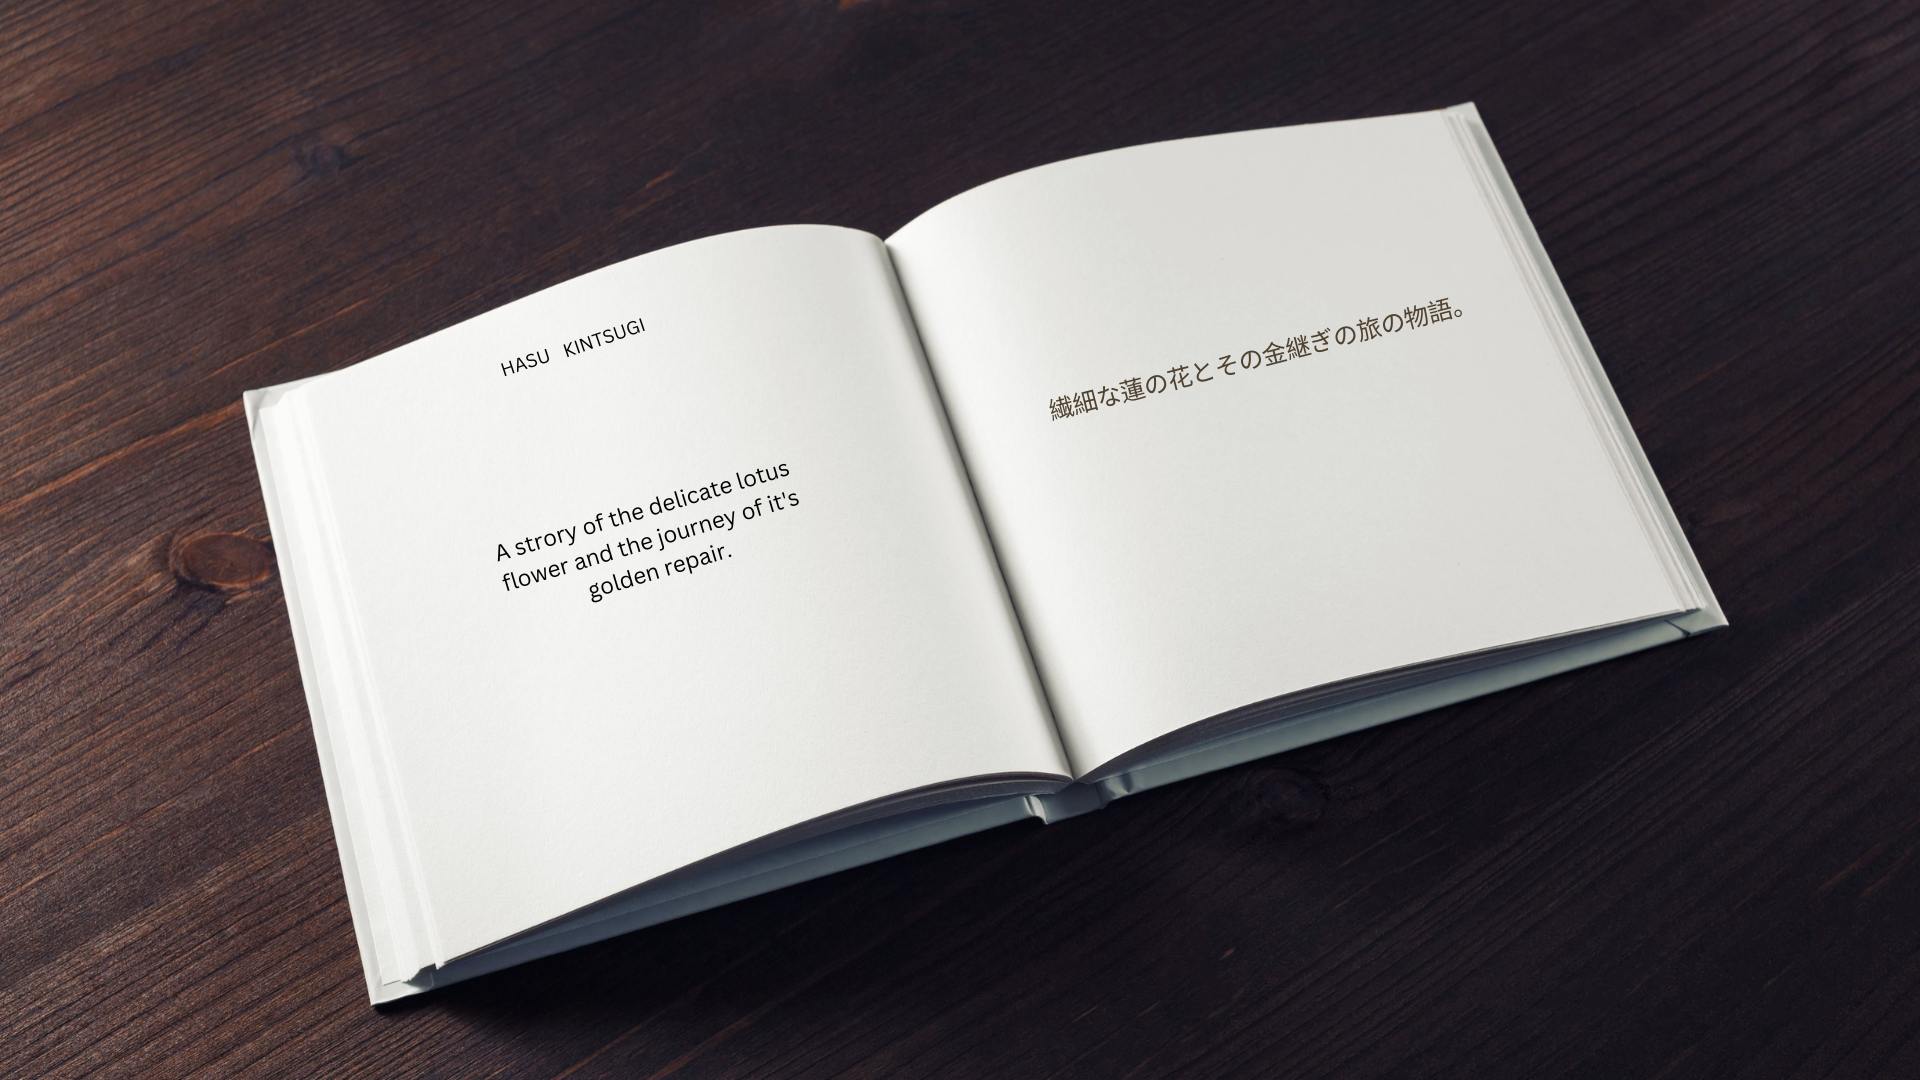 HASU KINTSUGI
A strory of the delicate lotus
flower and the journey of it's
golden repair.
繊細な蓮の花とその金継ぎの旅の物語。